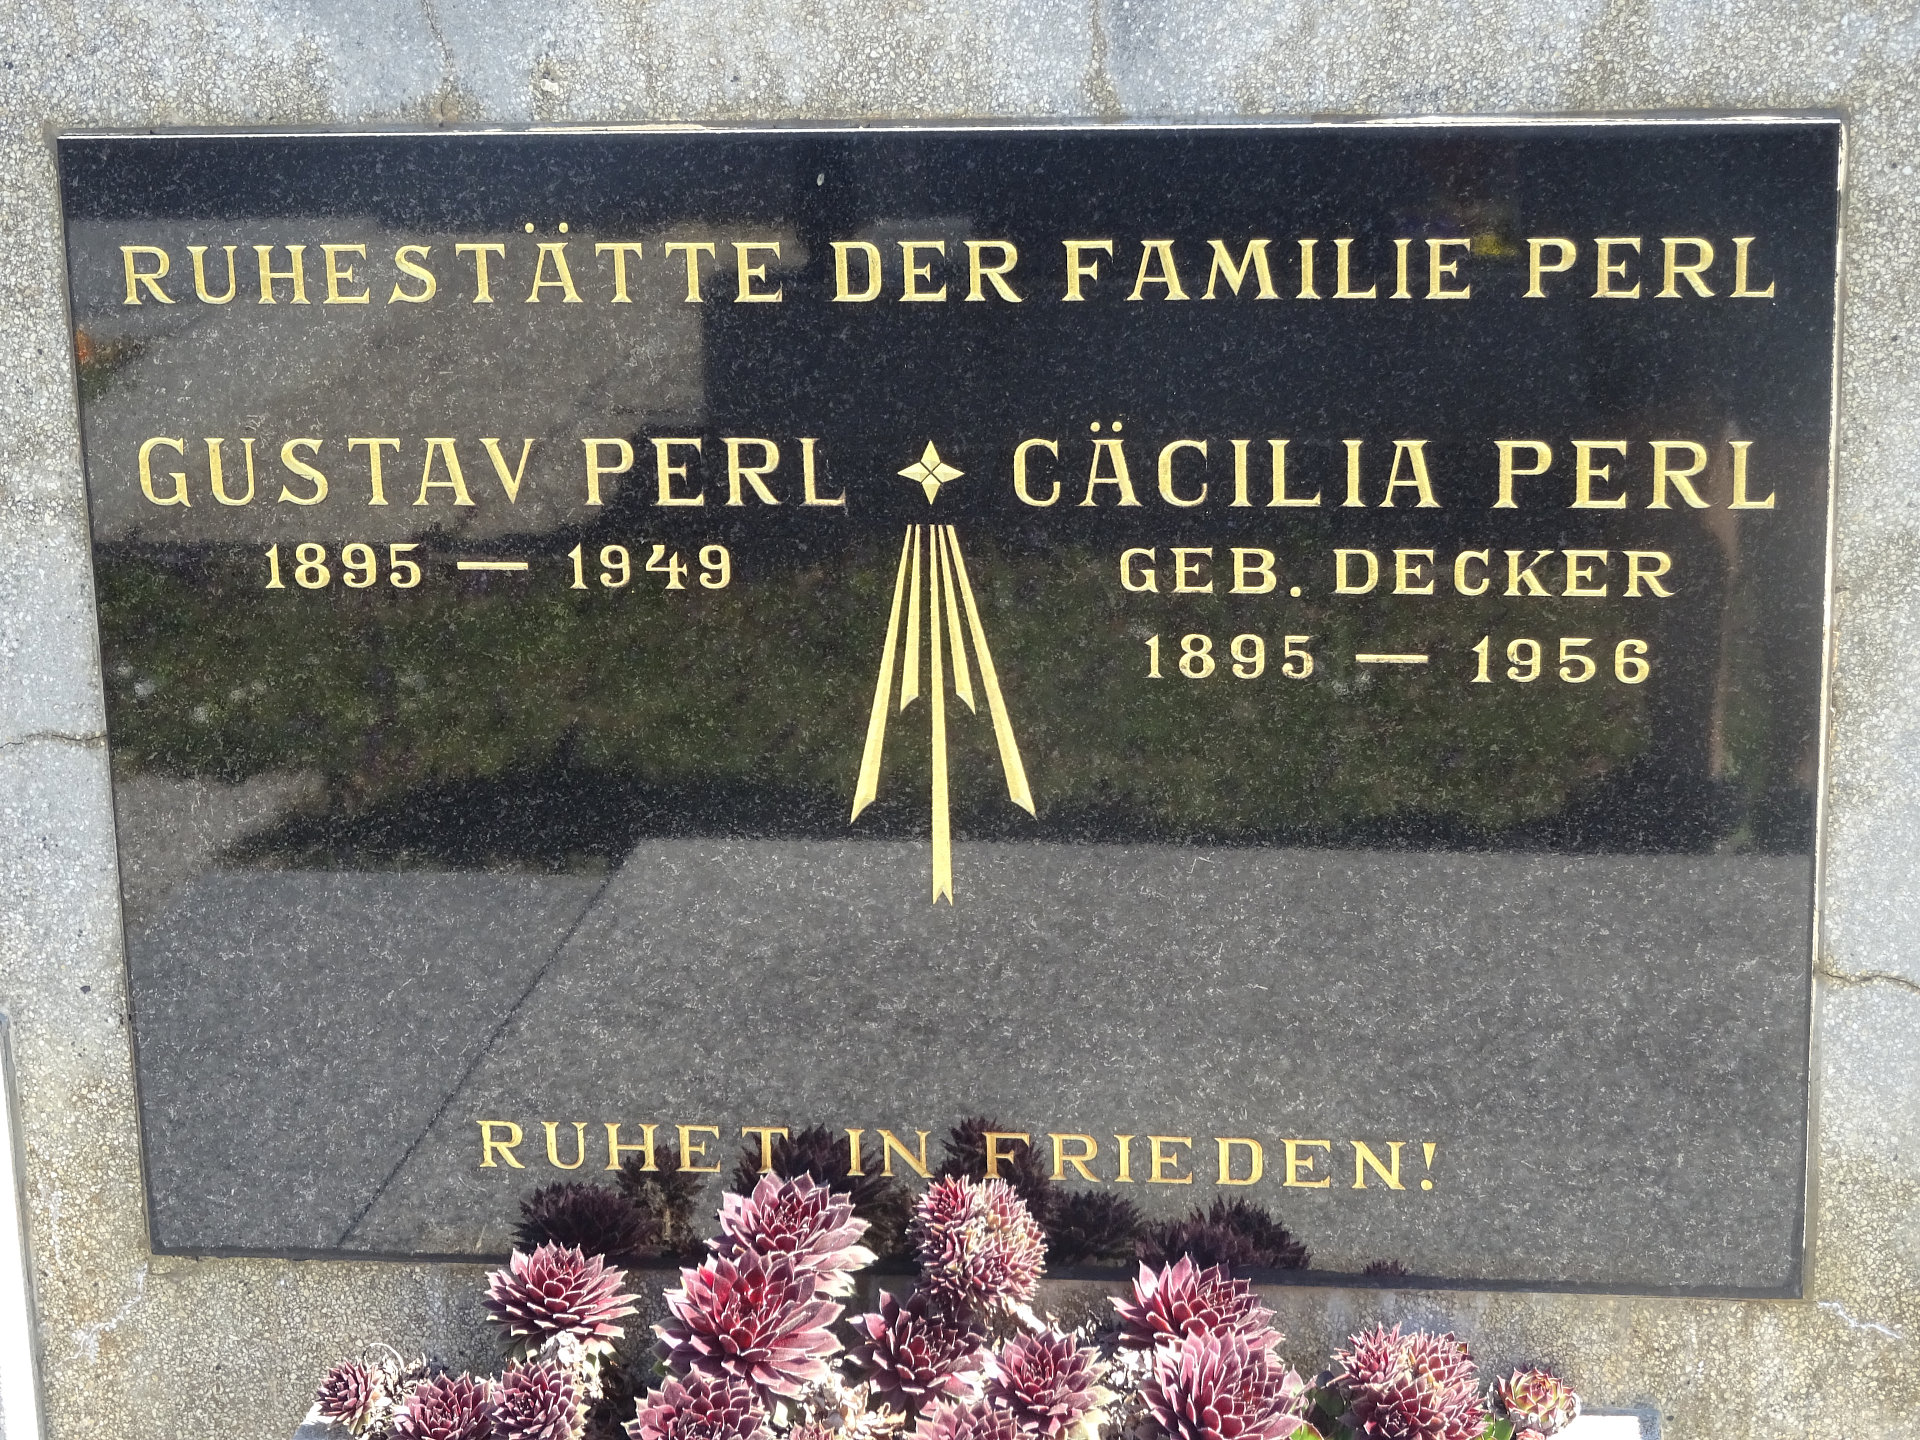 RUHESTÄTTE DER FAMILIE PERL
GUSTAV PERL
1895 — 1949
CÄCILIA PERL
GEB. DECKER
1895 — 1956
RUHET IN FRIEDEN!